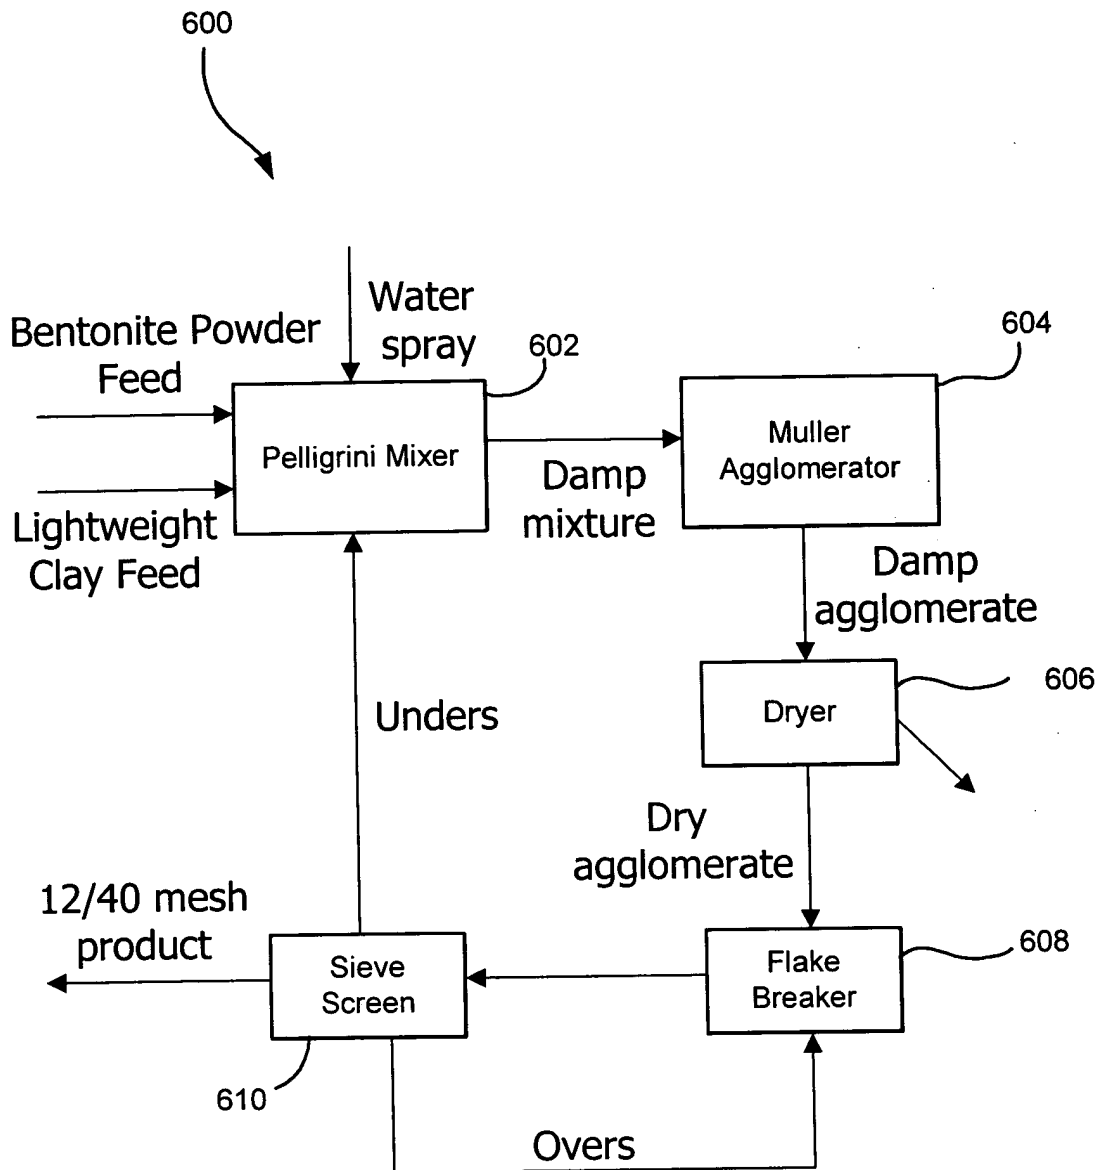 600
Water
spray
Bentonite Powder
Feed
602
604
Pelligrini Mixer
Muller
Agglomerator
Damp
mixture
Lightweight
Clay Feed
Damp
agglomerate
606
Dryer
Unders
Dry
agglomerate
12/40 mesh
product
608
Sieve
Screen
Flake
Breaker
610
Overs